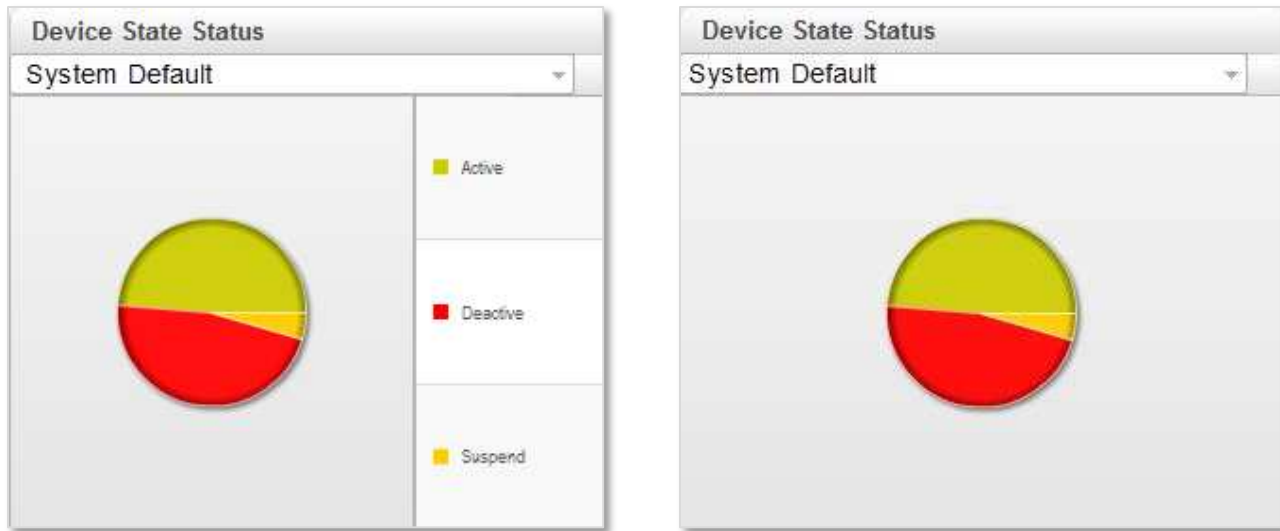 Device State Status
System Default
Active
Deactive
Suspend
Device State Status
System Default